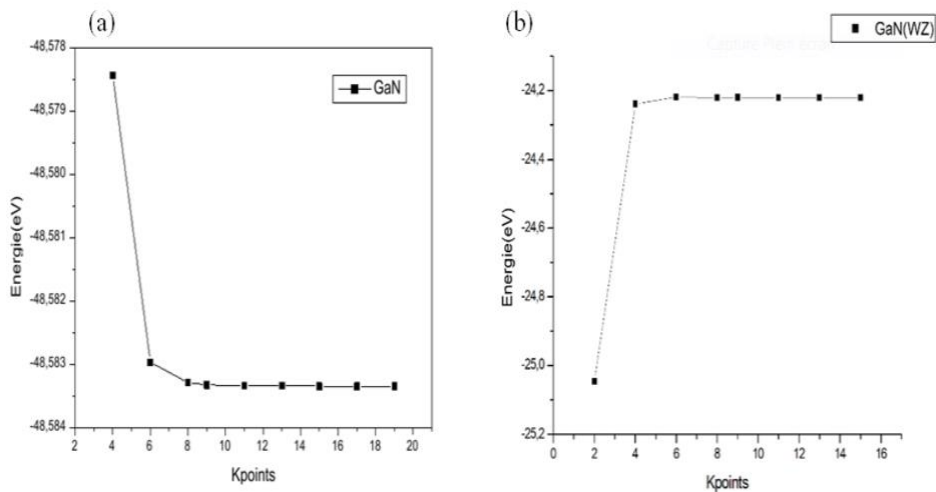 (a)
-48,578
-48,579
-48,580
-48,581
-48,582
-48,583
-48,584
Energie(eV)
GaN
2 4 6 8 10 12 14 16 18 20
Kpoints
(b)
GaN(WZ)
-24,2
-24,4
-24,6
-24,8
-25,0
-25,2
Energie(eV)
0 2 4 6 8 10 12 14 16
Kpoints